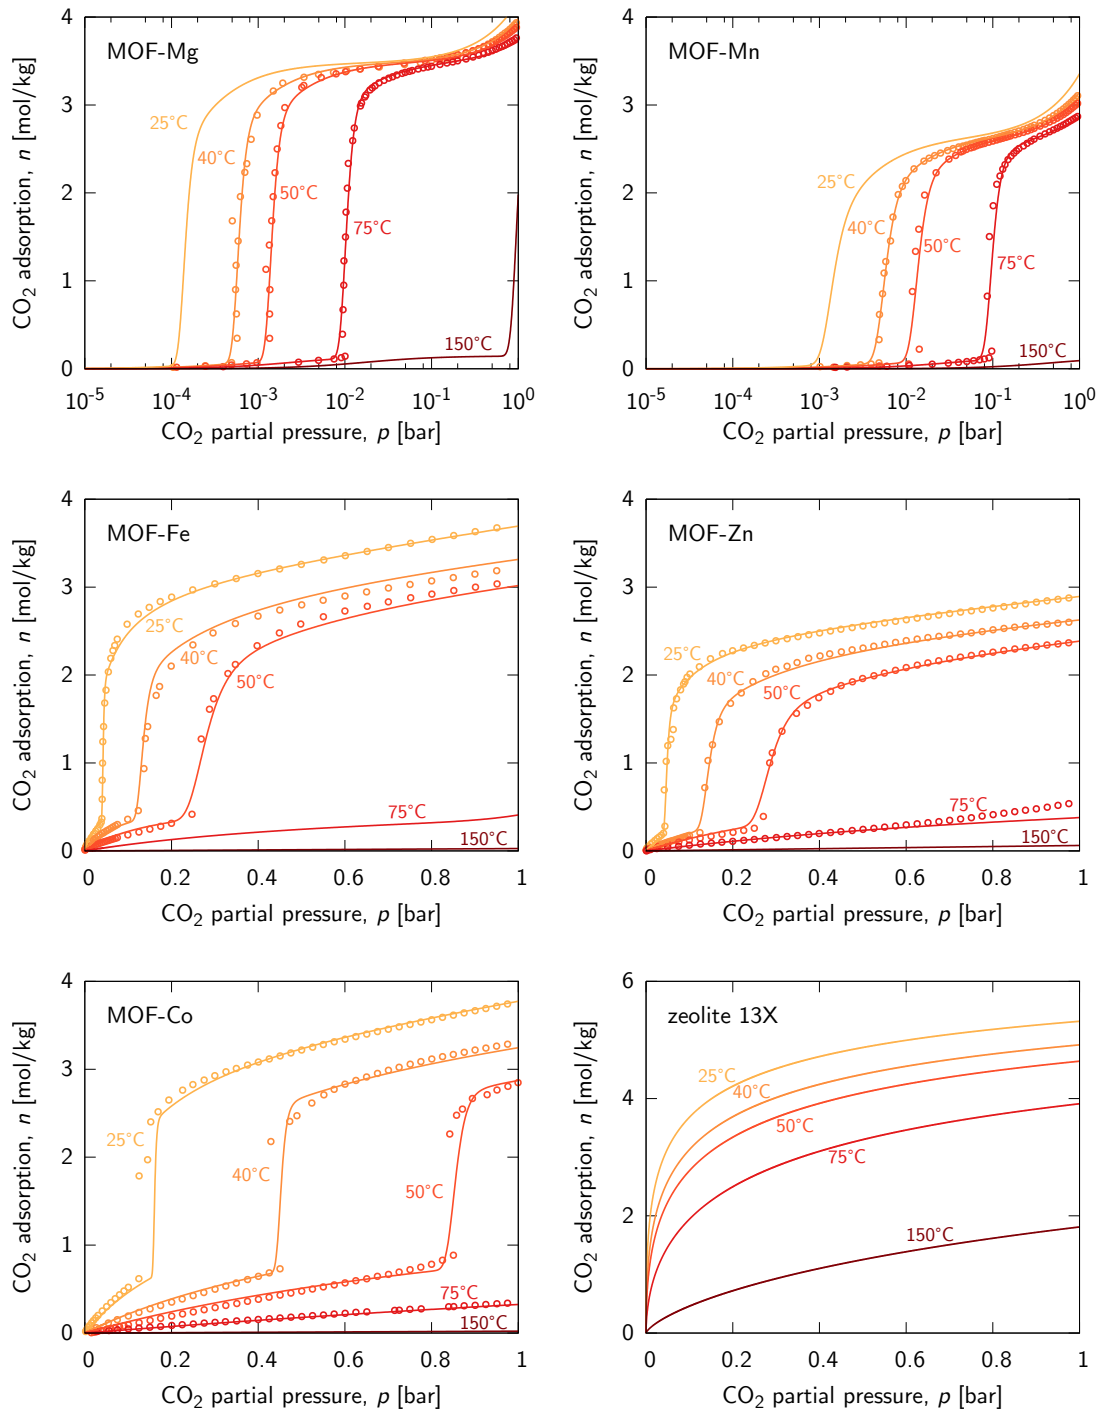 4
3
2
1
0
CO2 adsorption, n [mol/kg]
MOF-Mg
25°C
40°C
50°C
75°C
150°C
10^-5 10^-4 10^-3 10^-2 10^-1 10^0
CO2 partial pressure, p [bar]
4
3
2
1
0
CO2 adsorption, n [mol/kg]
MOF-Mn
25°C
40°C
50°C
75°C
150°C
10^-5 10^-4 10^-3 10^-2 10^-1 10^0
CO2 partial pressure, p [bar]
4
3
2
1
0
CO2 adsorption, n [mol/kg]
MOF-Fe
25°C
40°C
50°C
75°C
150°C
0 0.2 0.4 0.6 0.8 1
CO2 partial pressure, p [bar]
4
3
2
1
0
CO2 adsorption, n [mol/kg]
MOF-Zn
25°C
40°C
50°C
75°C
150°C
0 0.2 0.4 0.6 0.8 1
CO2 partial pressure, p [bar]
4
3
2
1
0
CO2 adsorption, n [mol/kg]
MOF-Co
25°C
40°C
50°C
75°C
150°C
0 0.2 0.4 0.6 0.8 1
CO2 partial pressure, p [bar]
6
4
2
0
CO2 adsorption, n [mol/kg]
zeolite 13X
25°C
40°C
50°C
75°C
150°C
0 0.2 0.4 0.6 0.8 1
CO2 partial pressure, p [bar]